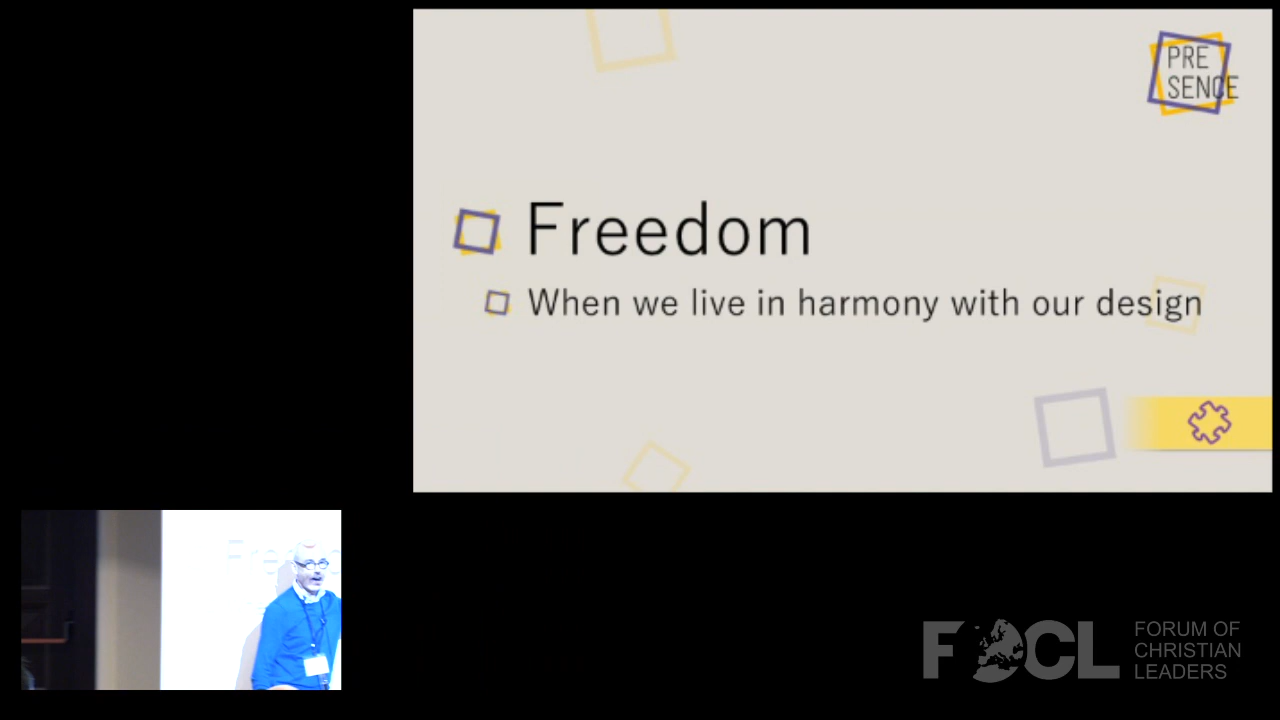 PRE
SENCE
Freedom
When we live in harmony with our design
FOCL
FORUM OF
CHRISTIAN
LEADERS